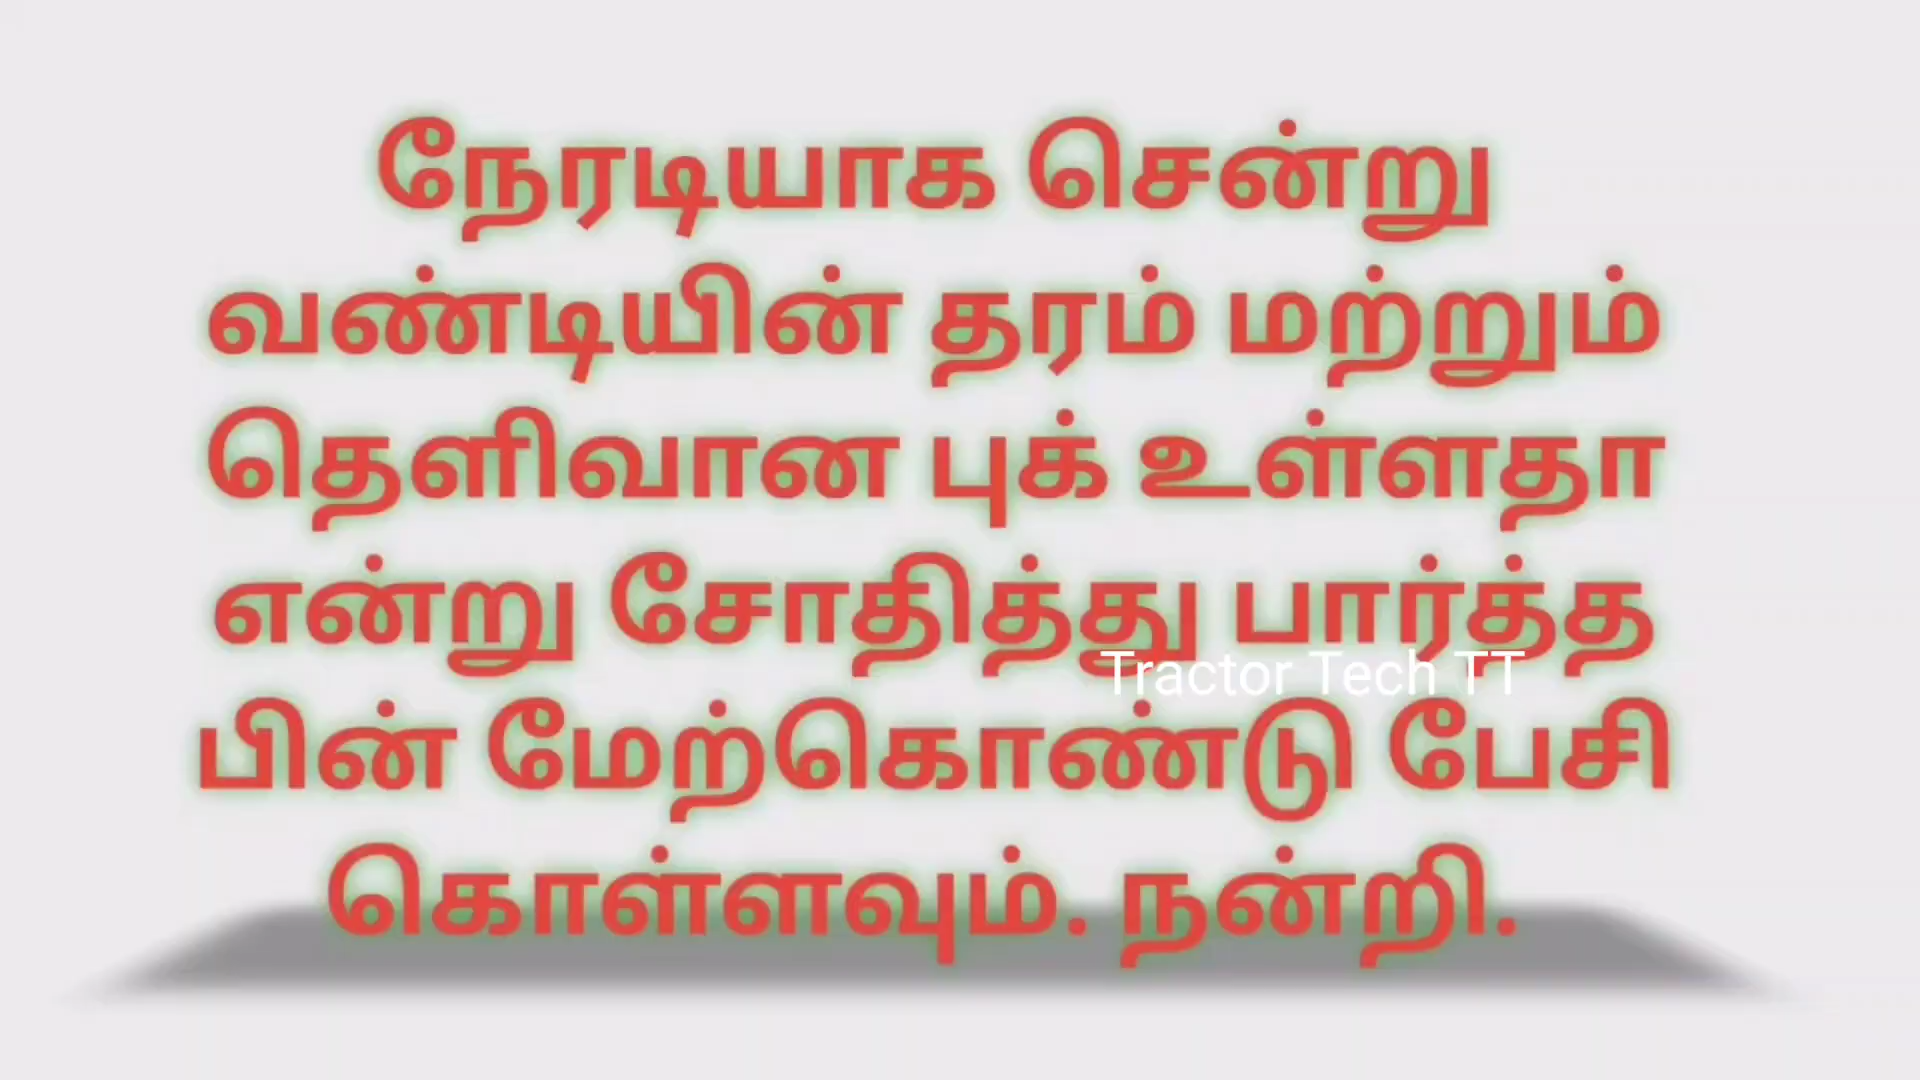 நேரடியாக சென்று
வண்டியின் தரம் மற்றும்
தெளிவான புக் உள்ளதா
என்று சோதித்து பார்த்த
Tractor Tech TT
பின் மேற்கொண்டு பேசி
கொள்ளவும். நன்றி.